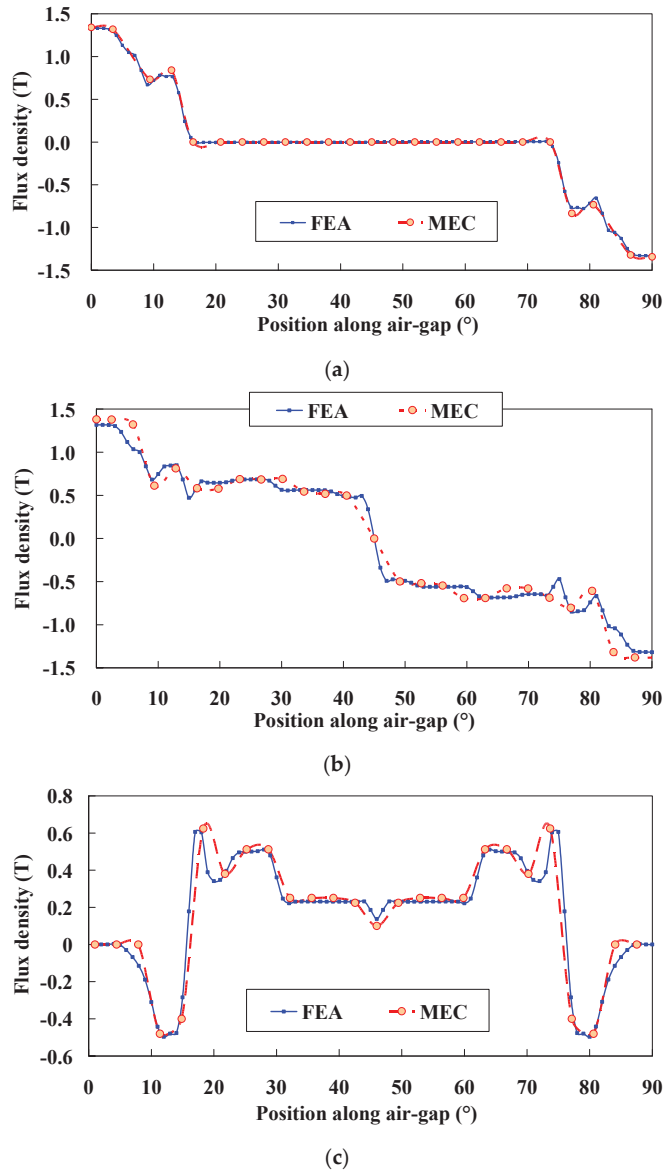 1.5
1.0
0.5
0.0
-0.5
-1.0
-1.5
Flux density (T)
FEA MEC
0 10 20 30 40 50 60 70 80 90
Position along air-gap (°)
(a)
FEA MEC
1.5
1.0
0.5
0.0
-0.5
-1.0
-1.5
Flux density (T)
0 10 20 30 40 50 60 70 80 90
Position along air-gap (°)
(b)
0.8
0.6
0.4
0.2
0
-0.2
-0.4
-0.6
Flux density (T)
FEA MEC
0 10 20 30 40 50 60 70 80 90
Position along air-gap (°)
(c)